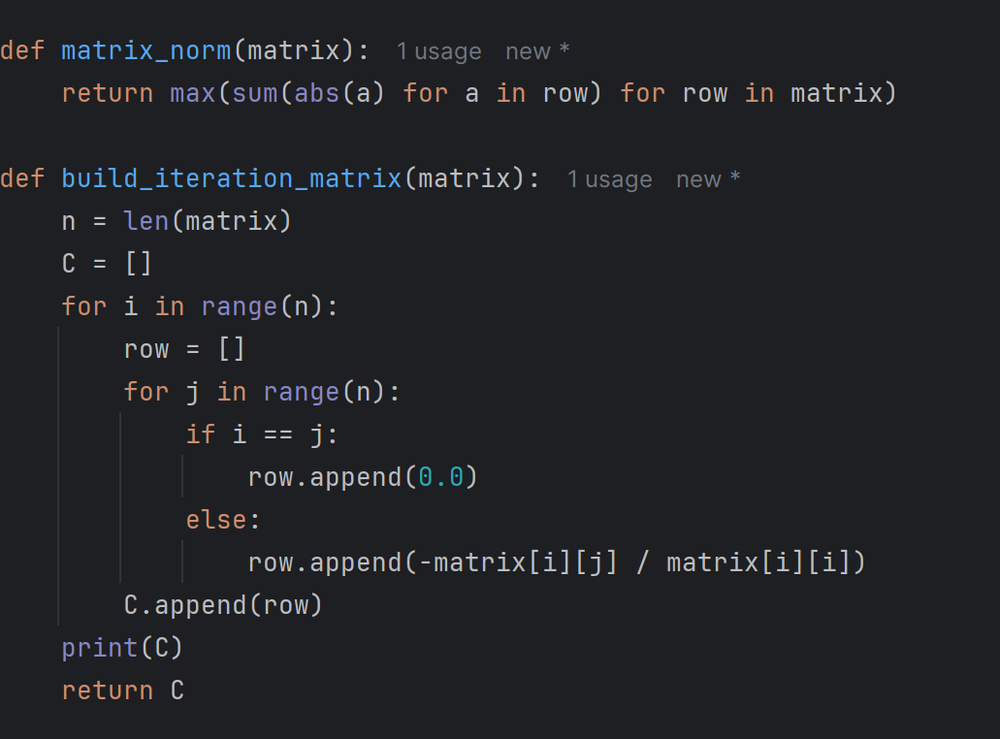 def matrix_norm(matrix): 1 usage new *
    return max(sum(abs(a) for a in row) for row in matrix)

def build_iteration_matrix(matrix): 1 usage new *
    n = len(matrix)
    C = []
    for i in range(n):
        row = []
        for j in range(n):
            if i == j:
                row.append(0.0)
            else:
                row.append(-matrix[i][j] / matrix[i][i])
        C.append(row)
    print(C)
    return C